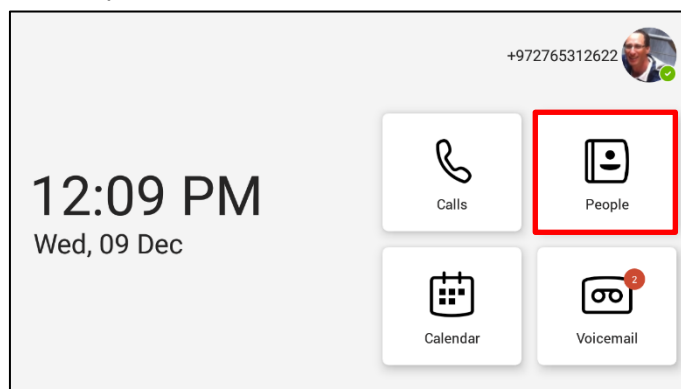 +972765312622
12:09 PM
Wed, 09 Dec
Calls
People
Calendar
2
Voicemail